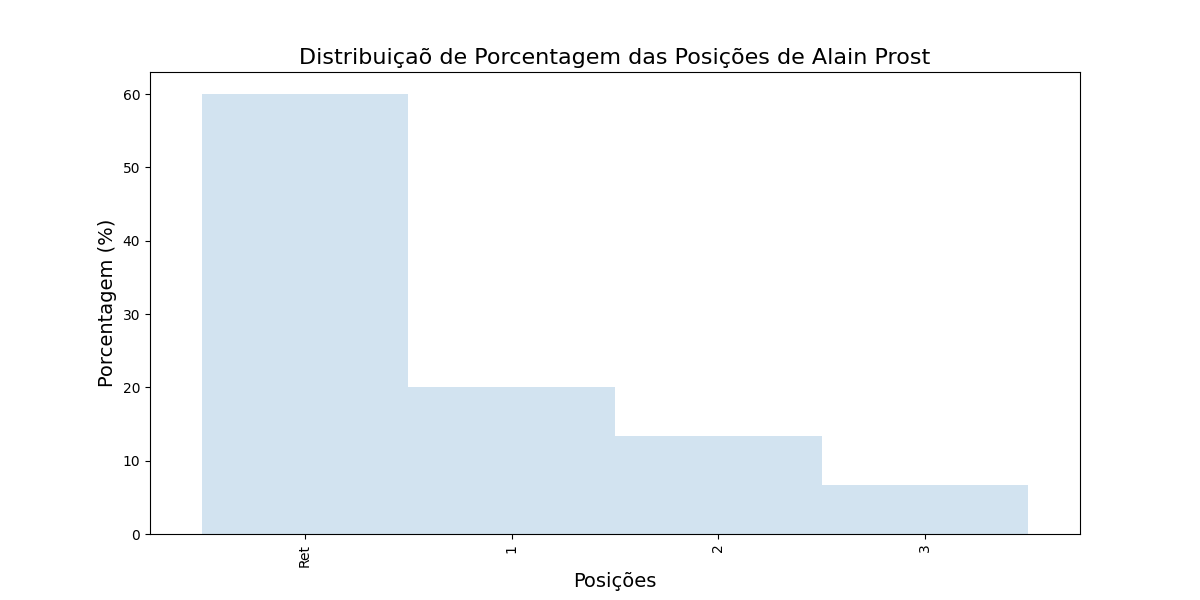 Distribuiçaõ de Porcentagem das Posições de Alain Prost
Porcentagem (%)
60
50
40
30
20
10
0
Ret
1
2
3
Posições